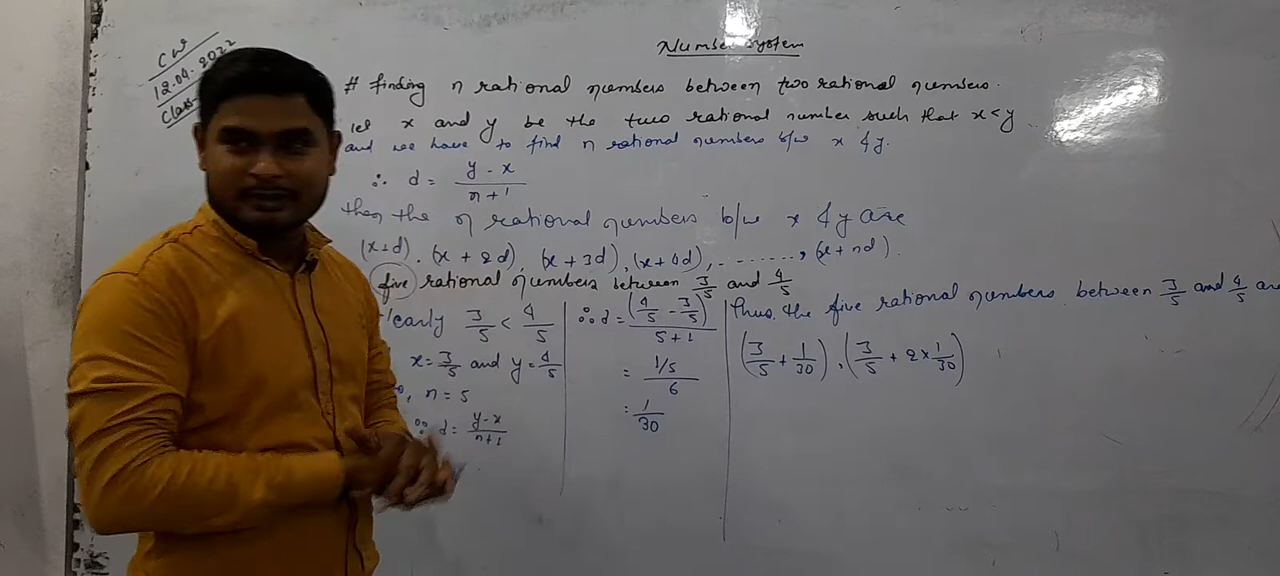 Number system
CW
12.04.2022
Class
# finding n rational numbers between two rational numbers.
let x and y be the two rational number such that x < y
and we have to find n rational numbers b/w x & y.
∴ d = (y - x)/(n + 1)
then the n rational numbers b/w x & y are
(x+d), (x + 2d), (x + 3d), (x+4d), ........, (x + nd).
five rational numbers between 3/5 and 4/5
early 3/5 < 4/5
x = 3/5 and y = 4/5
, n = 5
∴ d = (y-x)/(n+1)
∴ d = (4/5 - 3/5)/(5+1)
= (1/5)/6
= 1/30
Thus, the five rational numbers between 3/5 and 4/5 are
(3/5 + 1/30), (3/5 + 2×1/30)